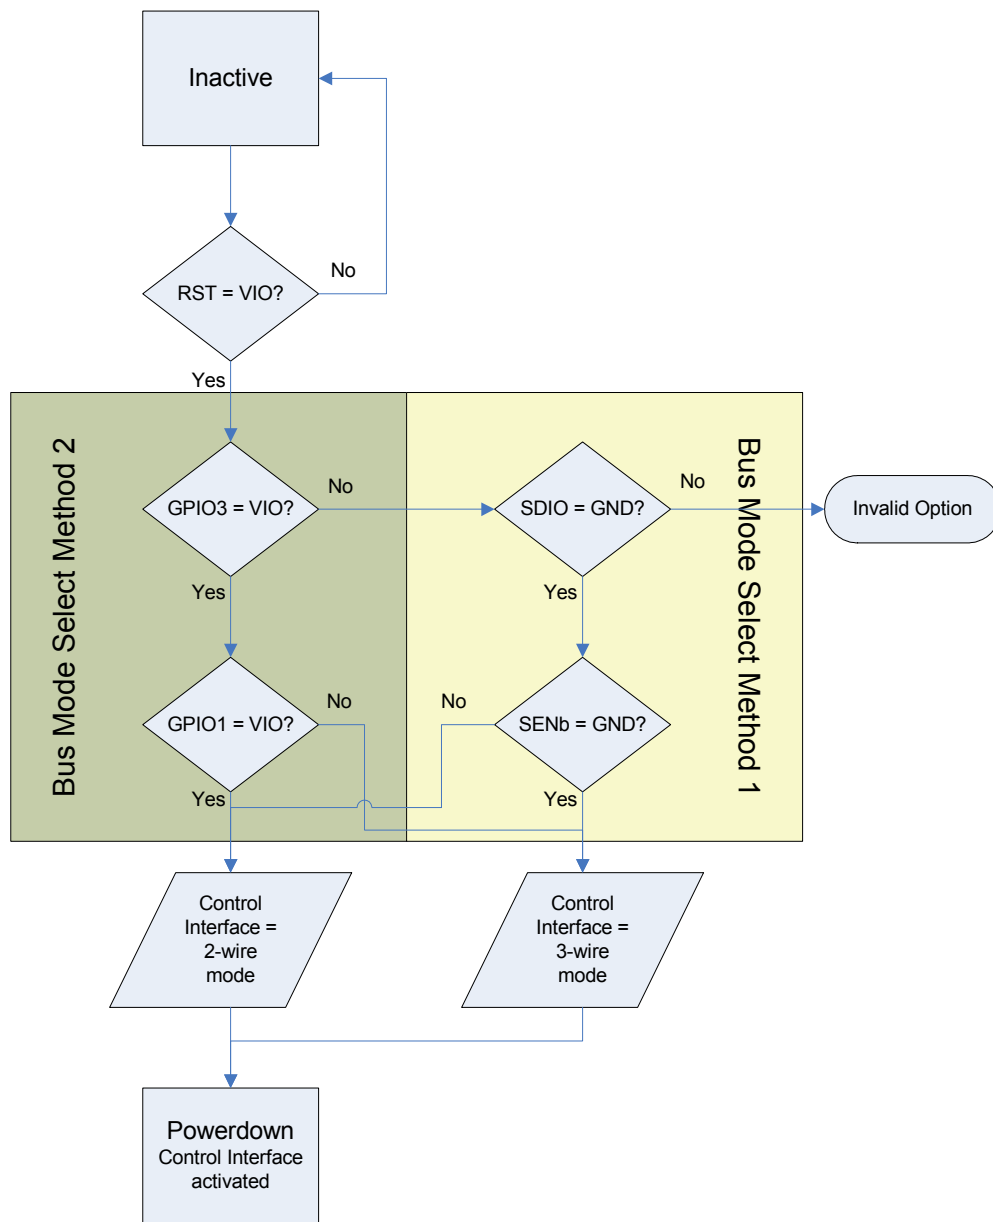 Inactive
RST = VIO?
No
Yes
Bus Mode Select Method 2
GPIO3 = VIO?
No
SDIO = GND?
No
Invalid Option
Bus Mode Select Method 1
Yes
Yes
GPIO1 = VIO?
No
No
SENb = GND?
Yes
Yes
Control
Interface =
2-wire
mode
Control
Interface =
3-wire
mode
Powerdown
Control Interface
activated